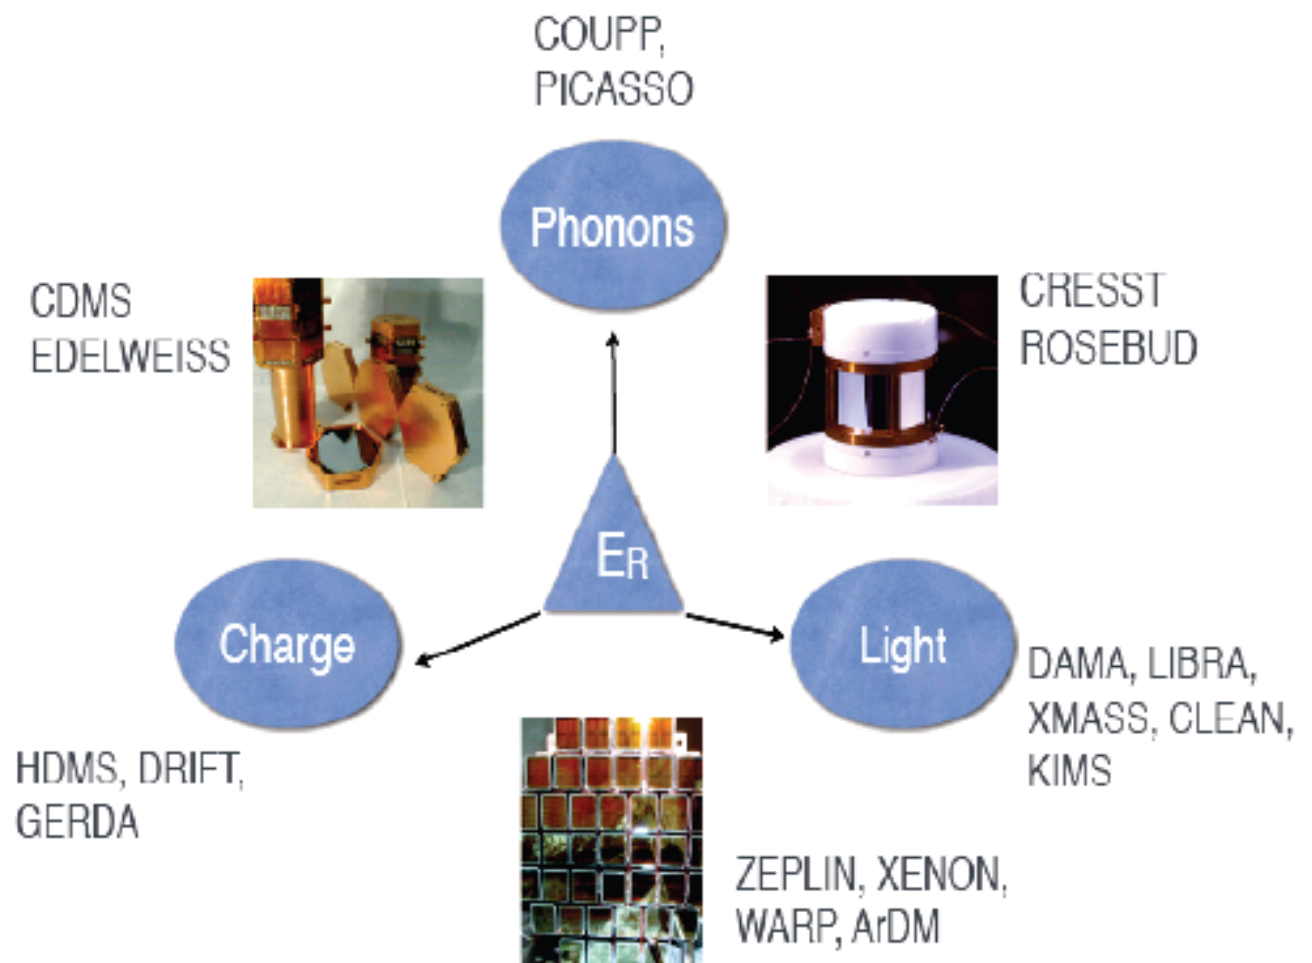 COUPP,
PICASSO
Phonons
CDMS
EDELWEISS
CRESST
ROSEBUD
ER
Charge
Light
HDMS, DRIFT,
GERDA
DAMA, LIBRA,
XMASS, CLEAN,
KIMS
ZEPLIN, XENON,
WARP, ArDM